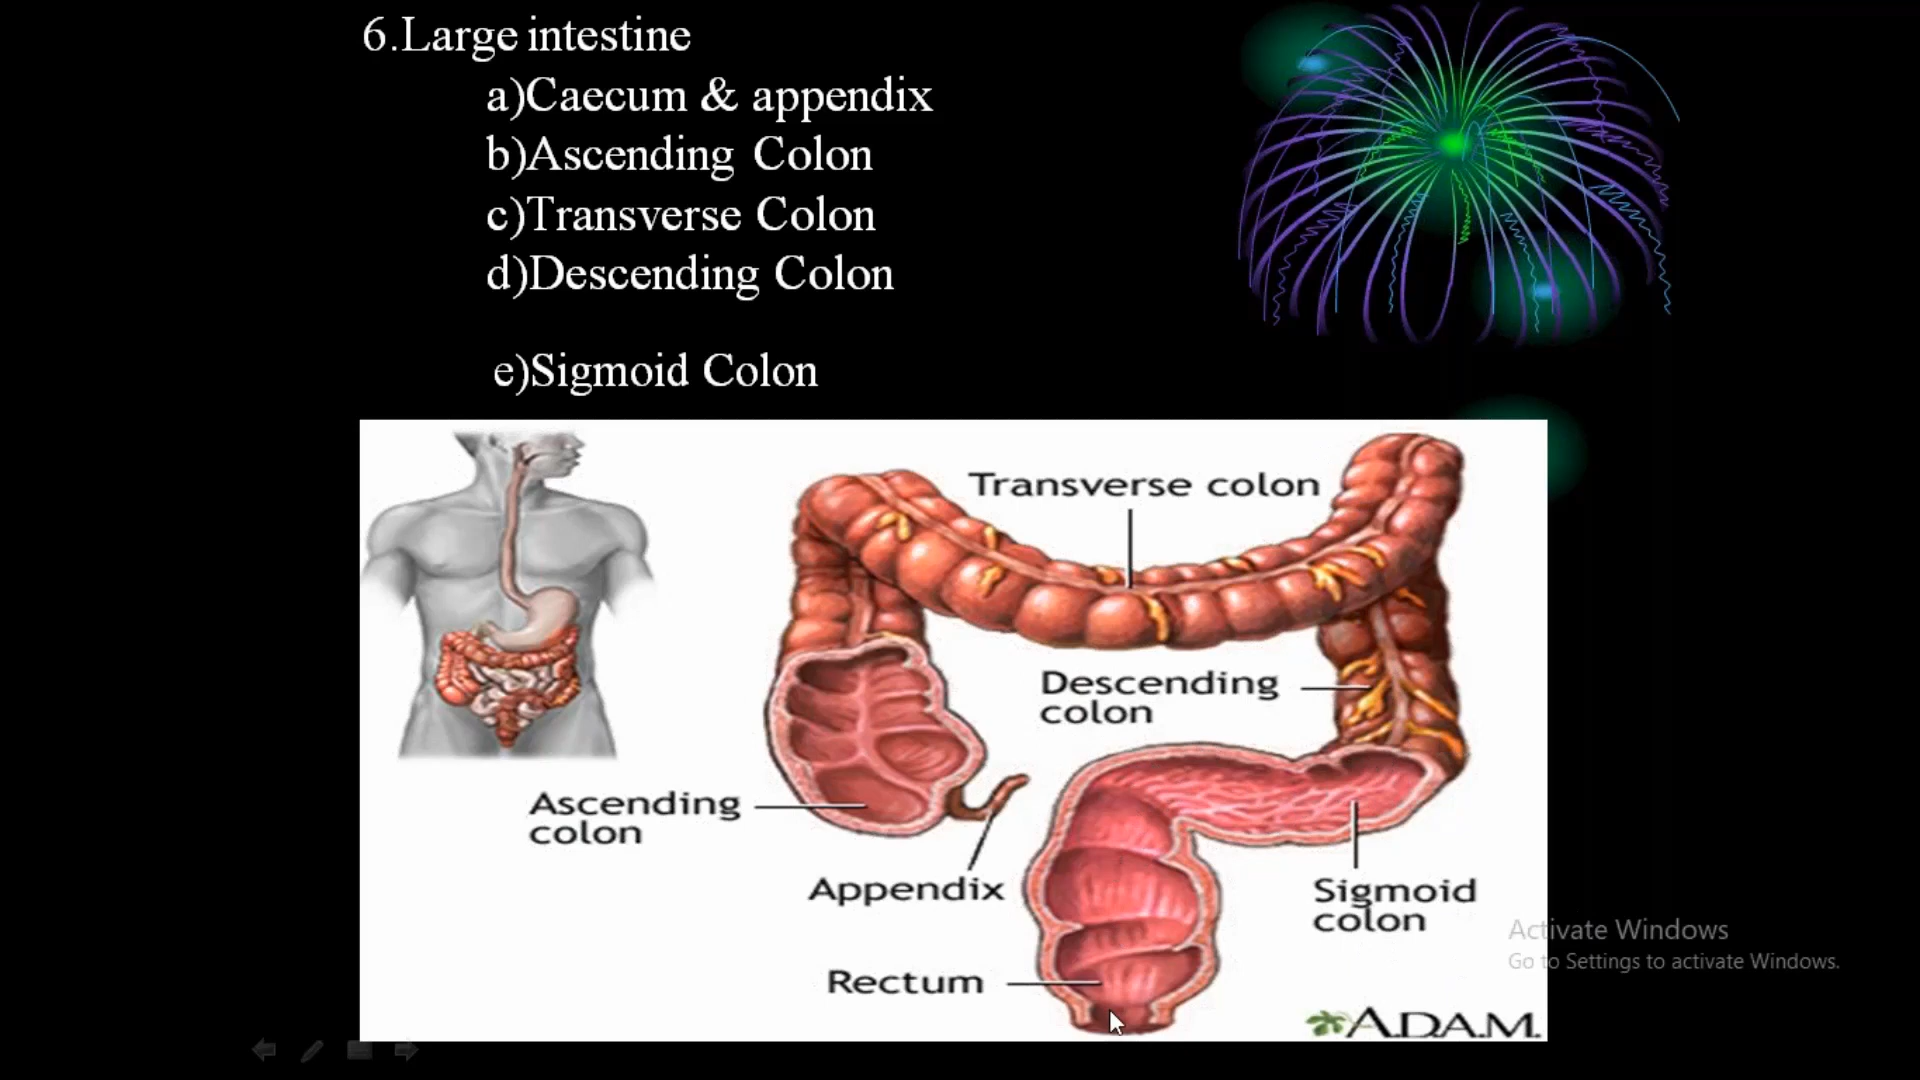 6.Large intestine
a)Caecum & appendix
b)Ascending Colon
c)Transverse Colon
d)Descending Colon
e)Sigmoid Colon
Transverse colon
Descending
colon
Ascending
colon
Appendix
Sigmoid
colon
Rectum
A.D.A.M.
Activate Windows
Go to Settings to activate Windows.